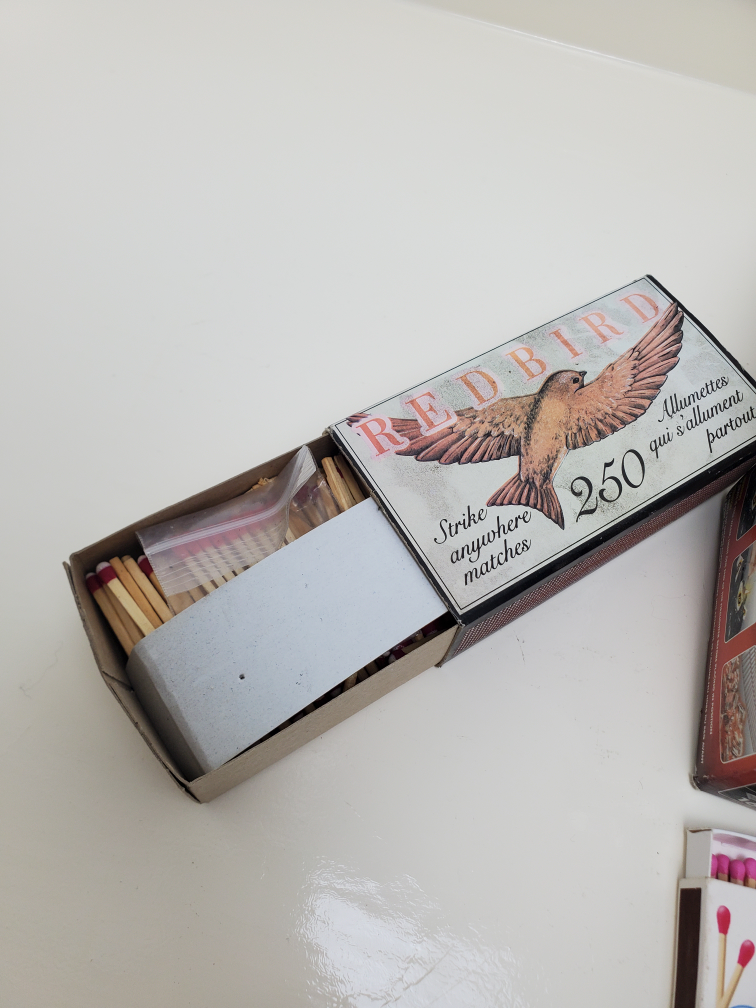 REDBIRD
Allumettes
qui s'allument
partout
250
Strike
anywhere
matches